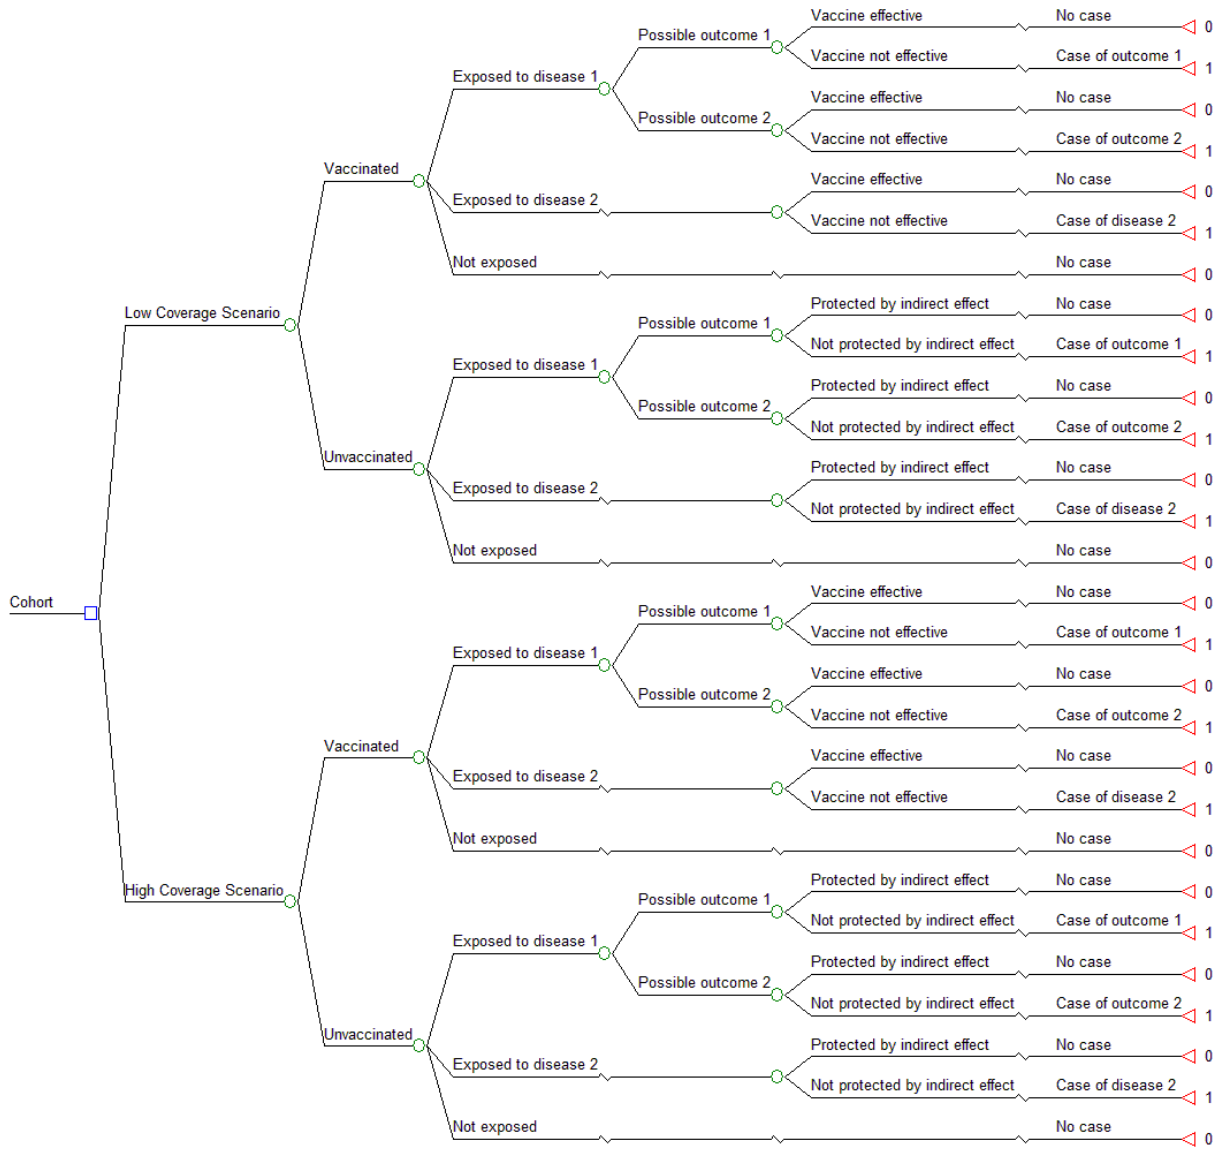 Vaccine effective No case 0
Possible outcome 1
Vaccine not effective Case of outcome 1 1
Exposed to disease 1
Vaccine effective No case 0
Possible outcome 2
Vaccine not effective Case of outcome 2 1
Vaccinated
Vaccine effective No case 0
Exposed to disease 2
Vaccine not effective Case of disease 2 1
Not exposed No case 0
Low Coverage Scenario
Protected by indirect effect No case 0
Possible outcome 1
Not protected by indirect effect Case of outcome 1 1
Exposed to disease 1
Protected by indirect effect No case 0
Possible outcome 2
Not protected by indirect effect Case of outcome 2 1
Unvaccinated
Protected by indirect effect No case 0
Exposed to disease 2
Not protected by indirect effect Case of disease 2 1
Not exposed No case 0
Cohort
Vaccine effective No case 0
Possible outcome 1
Vaccine not effective Case of outcome 1 1
Exposed to disease 1
Vaccine effective No case 0
Possible outcome 2
Vaccine not effective Case of outcome 2 1
Vaccinated
Vaccine effective No case 0
Exposed to disease 2
Vaccine not effective Case of disease 2 1
Not exposed No case 0
High Coverage Scenario
Protected by indirect effect No case 0
Possible outcome 1
Not protected by indirect effect Case of outcome 1 1
Exposed to disease 1
Protected by indirect effect No case 0
Possible outcome 2
Not protected by indirect effect Case of outcome 2 1
Unvaccinated
Protected by indirect effect No case 0
Exposed to disease 2
Not protected by indirect effect Case of disease 2 1
Not exposed No case 0